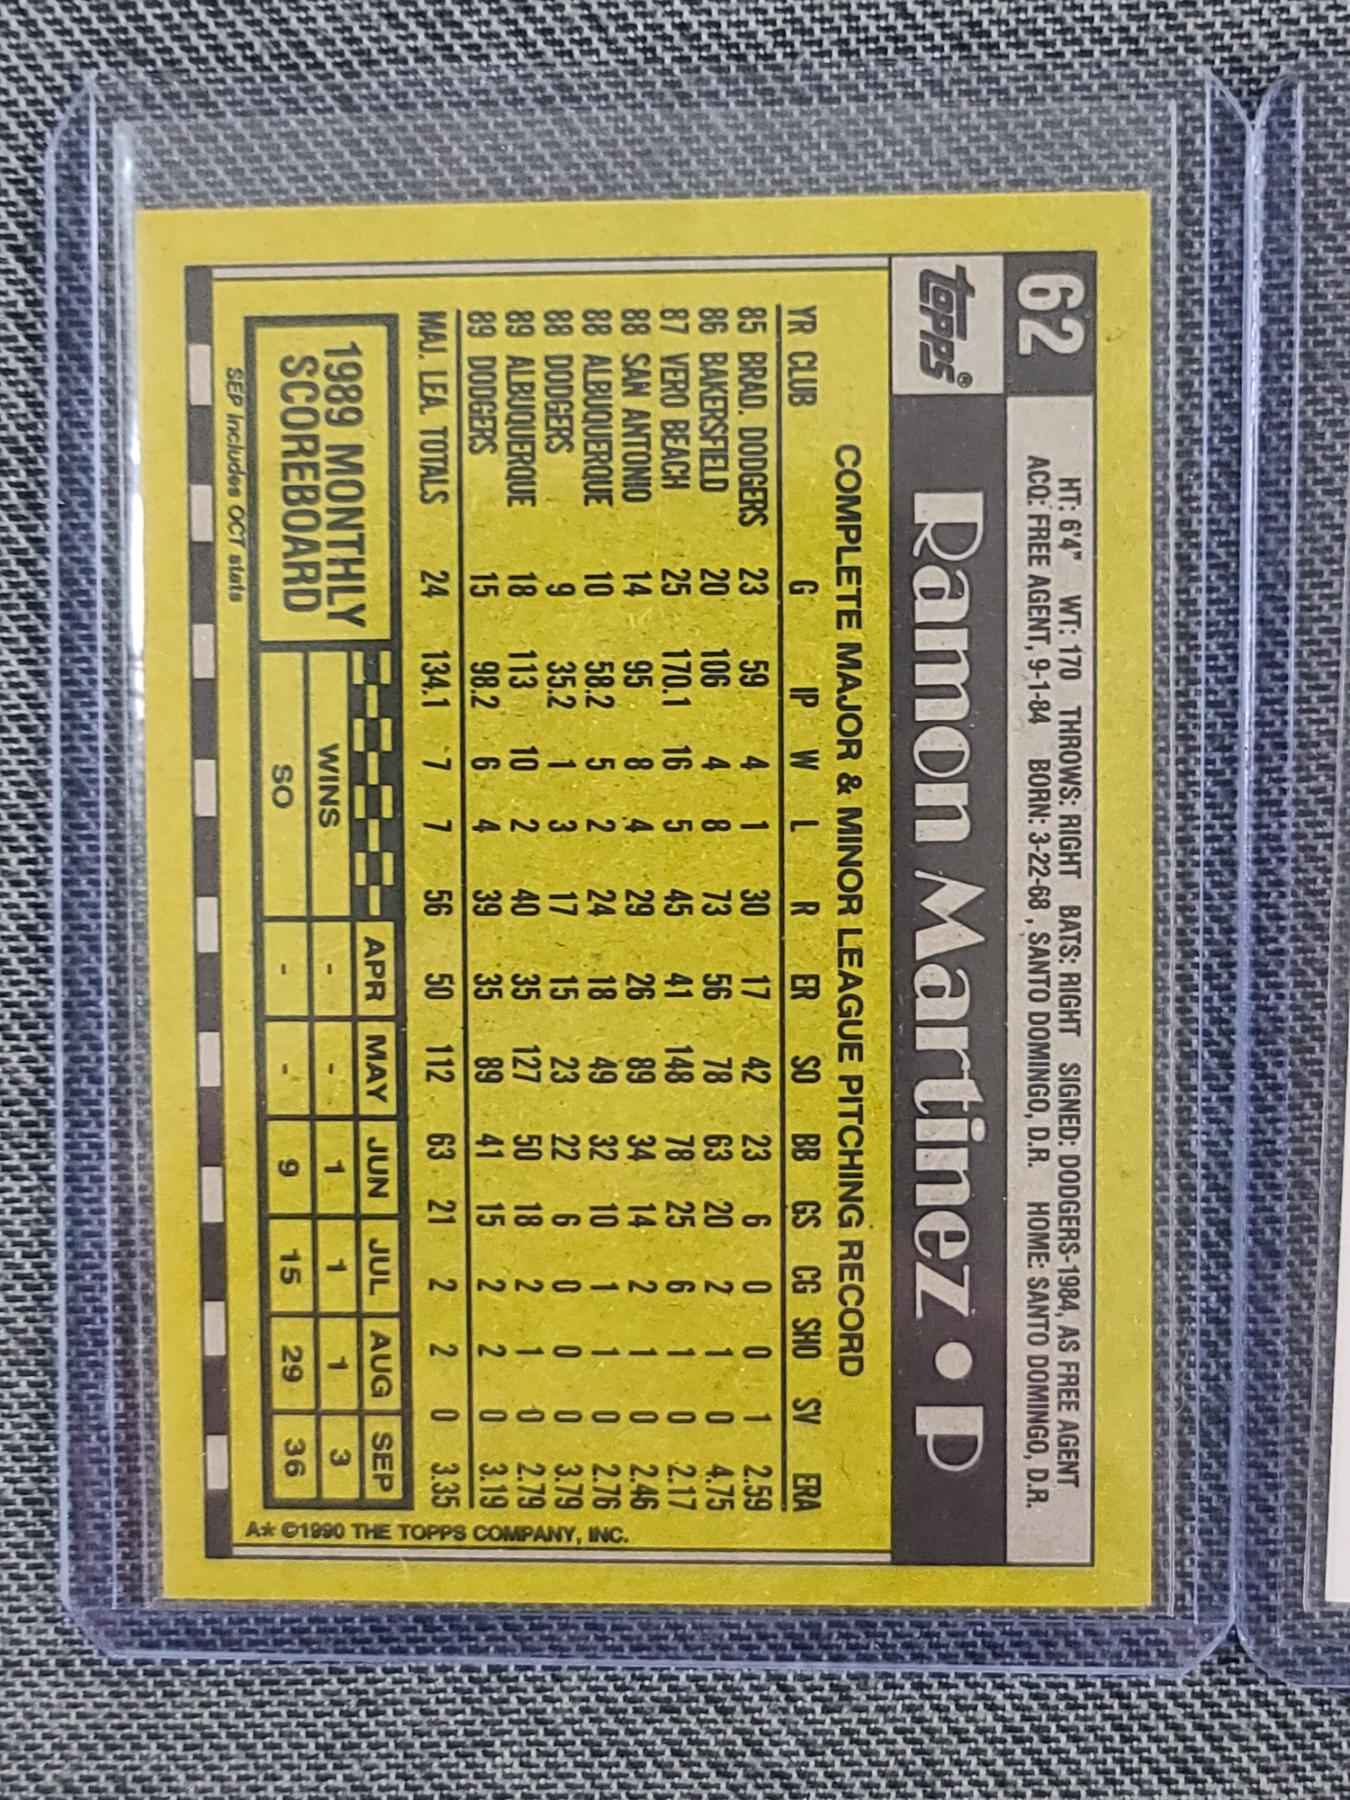 62
HT: 6'4" WT: 170 THROWS: RIGHT BATS: RIGHT SIGNED: DODGERS-1984, AS FREE AGENT
ACQ: FREE AGENT, 9-1-84 BORN: 3-22-68, SANTO DOMINGO, D.R. HOME: SANTO DOMINGO, D.R.
Topps®
Ramon Martinez • P
COMPLETE MAJOR & MINOR LEAGUE PITCHING RECORD
YR CLUB G IP W L R ER SO BB GS CG SHO SV ERA
85 BRAD. DODGERS 23 59 4 1 30 17 42 23 6 0 0 1 2.59
86 BAKERSFIELD 20 106 4 8 73 56 78 63 20 2 1 0 4.75
87 VERO BEACH 25 170.1 16 5 45 41 148 78 25 6 1 0 2.17
88 SAN ANTONIO 14 95 8 4 29 26 89 34 14 2 1 0 2.46
88 ALBUQUERQUE 10 58.2 5 2 24 18 49 32 10 1 1 0 2.76
88 DODGERS 9 35.2 1 3 17 15 23 22 6 0 0 0 3.79
89 ALBUQUERQUE 18 113 10 2 40 35 127 50 18 2 1 0 2.79
89 DODGERS 15 98.2 6 4 39 35 89 41 15 2 2 0 3.19
MAJ. LEA. TOTALS 24 134.1 7 7 56 50 112 63 21 2 2 0 3.35
1989 MONTHLY
SCOREBOARD
APR MAY JUN JUL AUG SEP
WINS - - 1 1 1 3
SO - - 9 15 29 36
SEP includes OCT stats
A* ©1990 THE TOPPS COMPANY, INC.